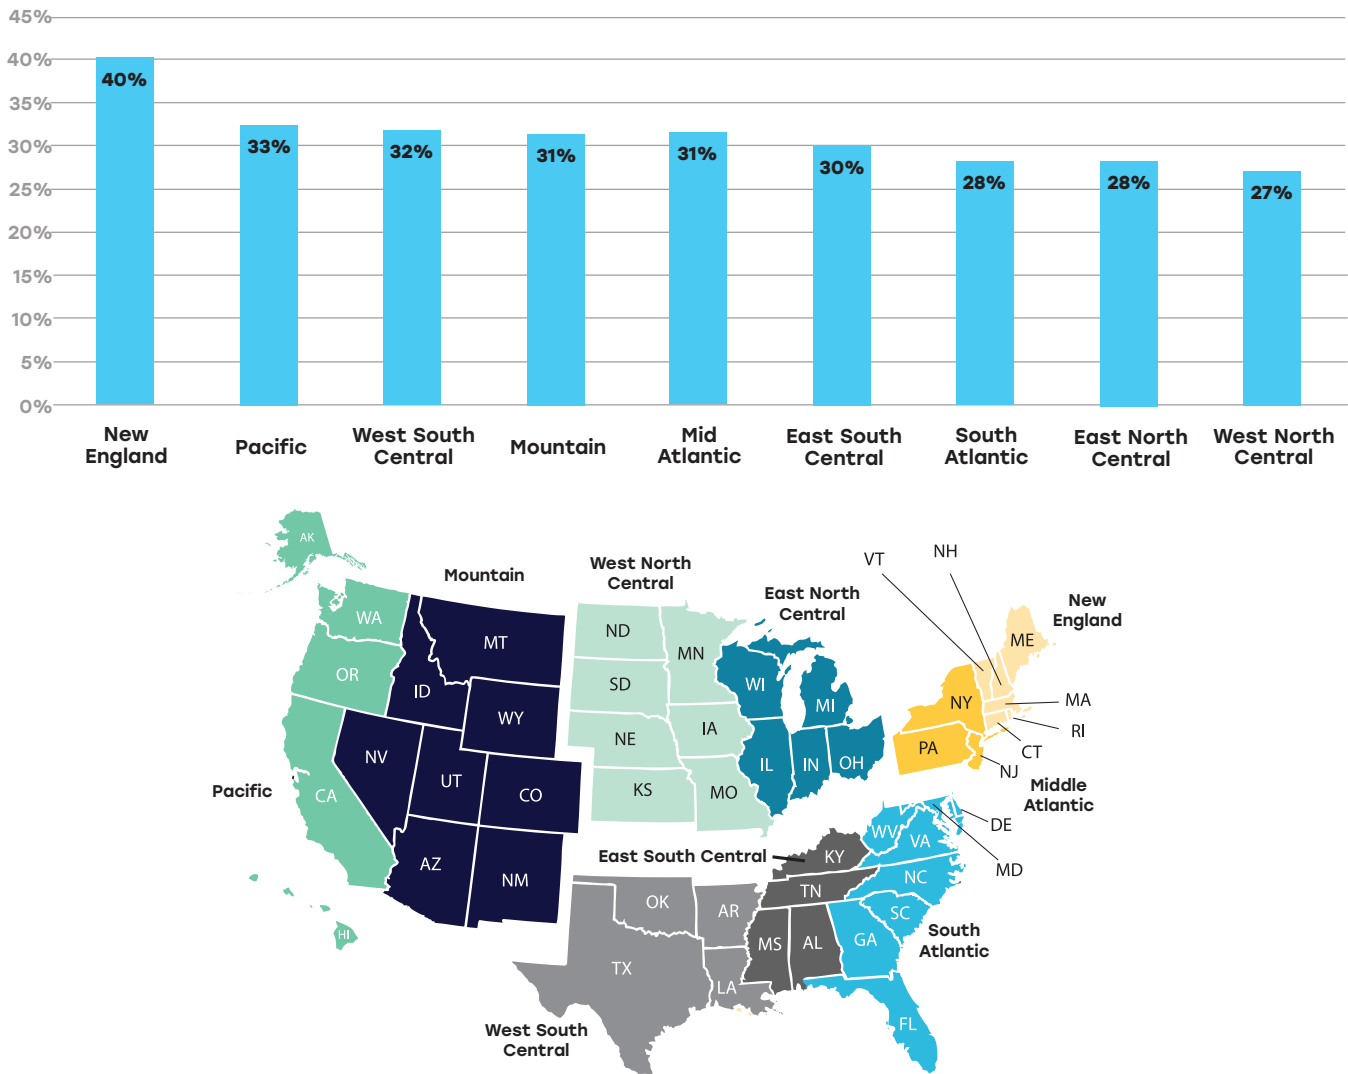 45%
40%
35%
30%
25%
20%
15%
10%
5%
0%
40%
33%
32%
31%
31%
30%
28%
28%
27%
New
England
Pacific
West South
Central
Mountain
Mid
Atlantic
East South
Central
South
Atlantic
East North
Central
West North
Central
AK
WA
OR
CA
HI
Pacific
Mountain
MT
ID
WY
NV
UT
CO
AZ
NM
West North
Central
ND
MN
SD
IA
NE
KS
MO
East North
Central
WI
MI
IL
IN
OH
VT
NH
New
England
ME
MA
RI
CT
NY
PA
NJ
Middle
Atlantic
DE
MD
WV
VA
NC
SC
GA
FL
South
Atlantic
East South Central
KY
TN
MS
AL
OK
AR
TX
LA
West South
Central